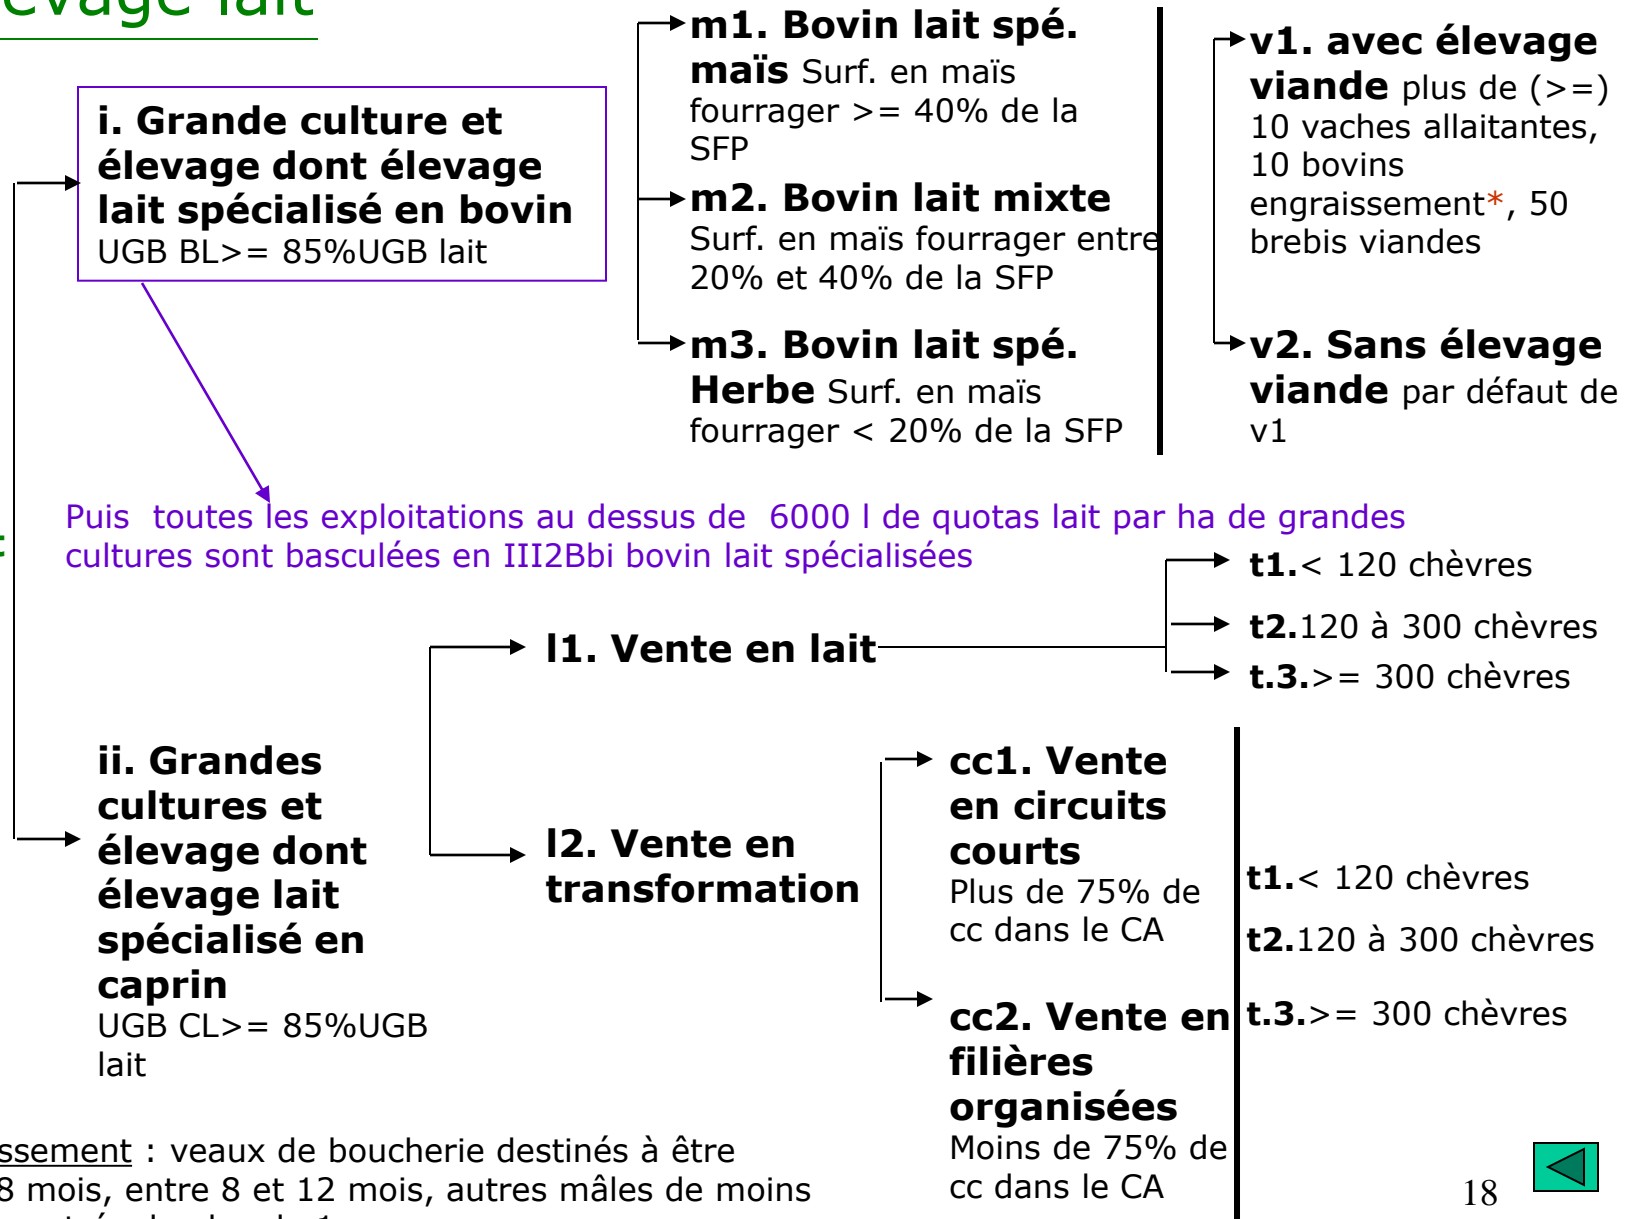 evage lait
i. Grande culture et
élevage dont élevage
lait spécialisé en bovin
UGB BL>= 85%UGB lait
m1. Bovin lait spé.
maïs Surf. en maïs
fourrager >= 40% de la
SFP
m2. Bovin lait mixte
Surf. en maïs fourrager entre
20% et 40% de la SFP
m3. Bovin lait spé.
Herbe Surf. en maïs
fourrager < 20% de la SFP
v1. avec élevage
viande plus de (>=)
10 vaches allaitantes,
10 bovins
engraissement*, 50
brebis viandes
v2. Sans élevage
viande par défaut de
v1
Puis toutes les exploitations au dessus de 6000 l de quotas lait par ha de grandes
cultures sont basculées en III2Bbi bovin lait spécialisées
ii. Grandes
cultures et
élevage dont
élevage lait
spécialisé en
caprin
UGB CL>= 85%UGB
lait
l1. Vente en lait
t1.< 120 chèvres
t2.120 à 300 chèvres
t.3.>= 300 chèvres
l2. Vente en
transformation
cc1. Vente
en circuits
courts
Plus de 75% de
cc dans le CA
cc2. Vente en
filières
organisées
Moins de 75% de
cc dans le CA
t1.< 120 chèvres
t2.120 à 300 chèvres
t.3.>= 300 chèvres
ssement : veaux de boucherie destinés à être
8 mois, entre 8 et 12 mois, autres mâles de moins
18